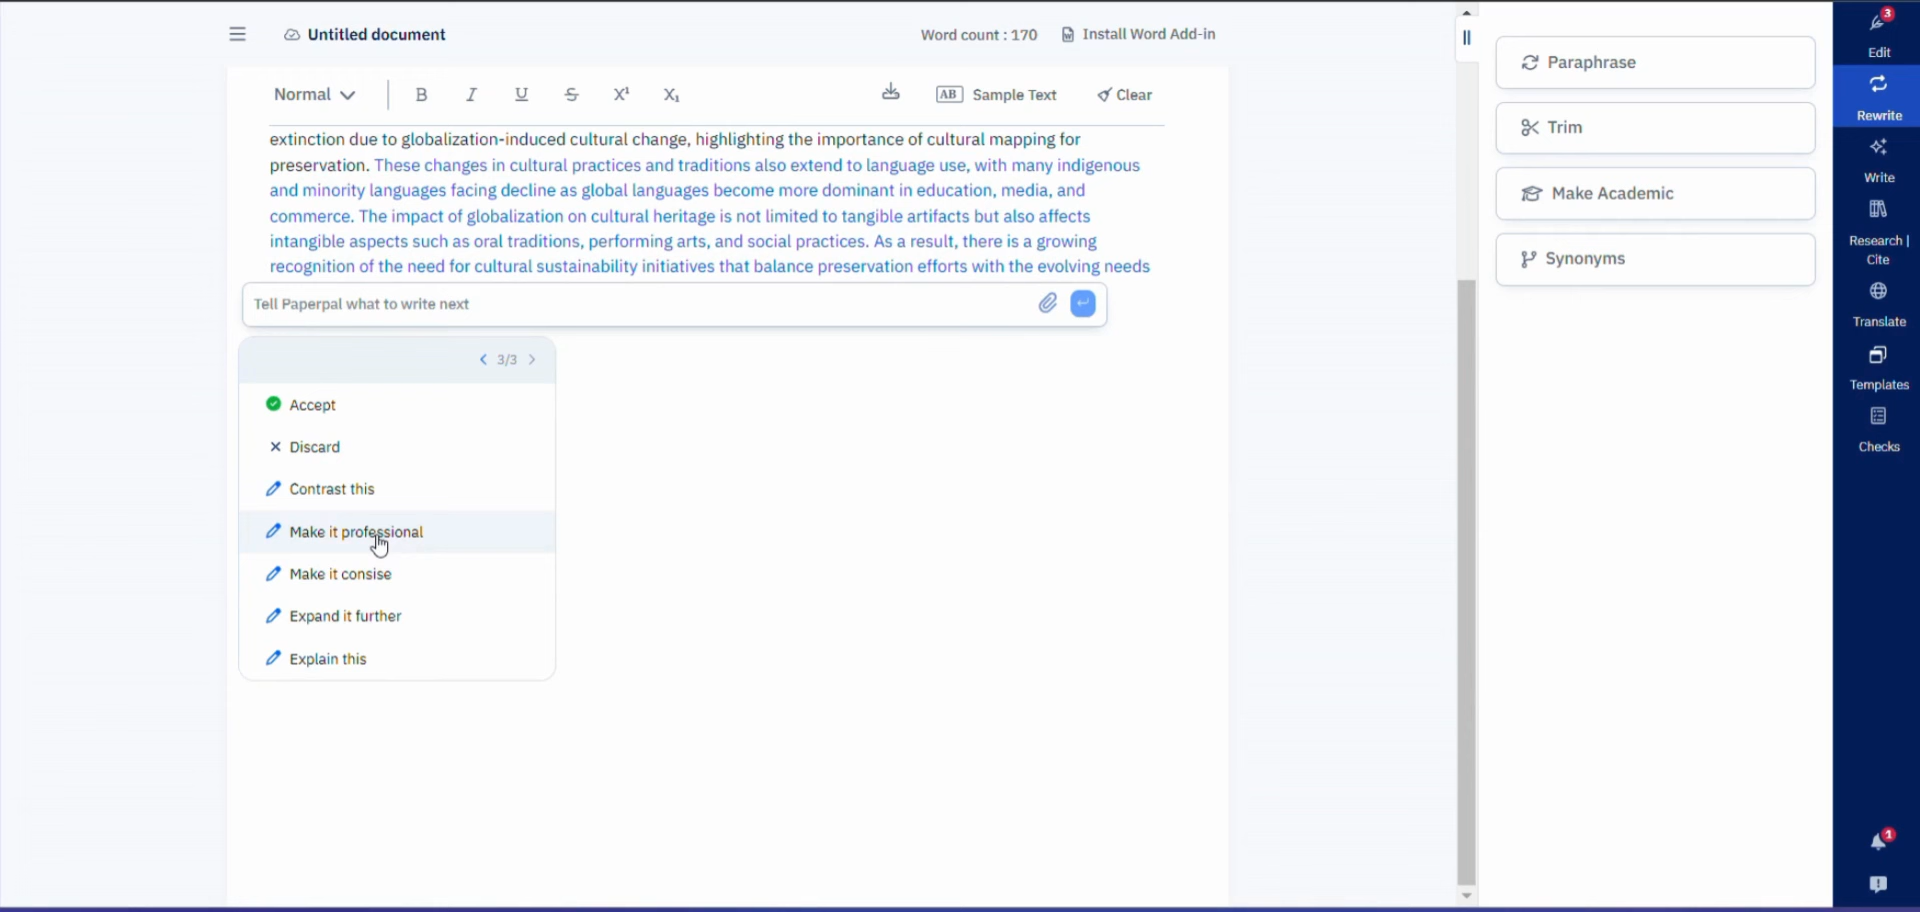 Untitled document
Word count : 170
Install Word Add-in
Normal
B
I
U
S
X¹
X₁
AB Sample Text
Clear
extinction due to globalization-induced cultural change, highlighting the importance of cultural mapping for
preservation. These changes in cultural practices and traditions also extend to language use, with many indigenous
and minority languages facing decline as global languages become more dominant in education, media, and
commerce. The impact of globalization on cultural heritage is not limited to tangible artifacts but also affects
intangible aspects such as oral traditions, performing arts, and social practices. As a result, there is a growing
recognition of the need for cultural sustainability initiatives that balance preservation efforts with the evolving needs
Tell Paperpal what to write next
3/3
Accept
Discard
Contrast this
Make it professional
Make it consise
Expand it further
Explain this
Paraphrase
Trim
Make Academic
Synonyms
3
Edit
Rewrite
Write
Research |
Cite
Translate
Templates
Checks
1